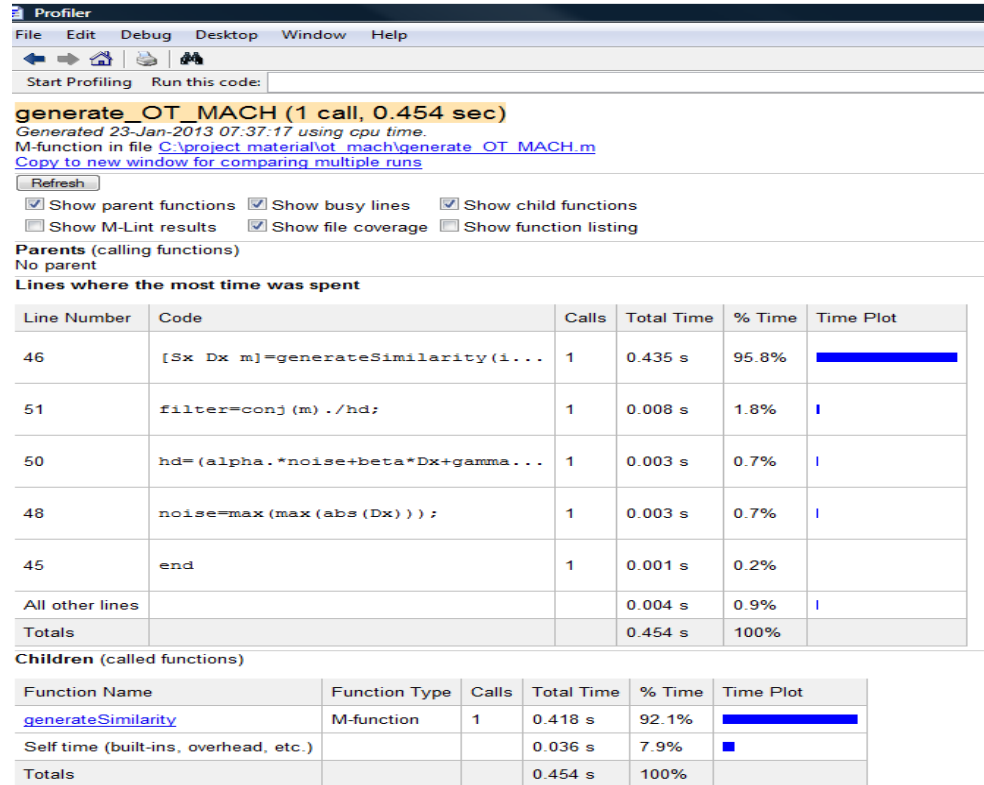 Profiler
File Edit Debug Desktop Window Help
Start Profiling Run this code:
generate_OT_MACH (1 call, 0.454 sec)
Generated 23-Jan-2013 07:37:17 using cpu time.
M-function in file C:\project material\ot_mach\generate_OT_MACH.m
Copy to new window for comparing multiple runs
Refresh
Show parent functions Show busy lines Show child functions
Show M-Lint results Show file coverage Show function listing
Parents (calling functions)
No parent
Lines where the most time was spent
Line Number Code Calls Total Time % Time Time Plot
46 [Sx Dx m]=generateSimilarity(i... 1 0.435 s 95.8%
51 filter=conj(m)./hd; 1 0.008 s 1.8%
50 hd=(alpha.*noise+beta*Dx+gamma... 1 0.003 s 0.7%
48 noise=max(max(abs(Dx))); 1 0.003 s 0.7%
45 end 1 0.001 s 0.2%
All other lines 0.004 s 0.9%
Totals 0.454 s 100%
Children (called functions)
Function Name Function Type Calls Total Time % Time Time Plot
generateSimilarity M-function 1 0.418 s 92.1%
Self time (built-ins, overhead, etc.) 0.036 s 7.9%
Totals 0.454 s 100%